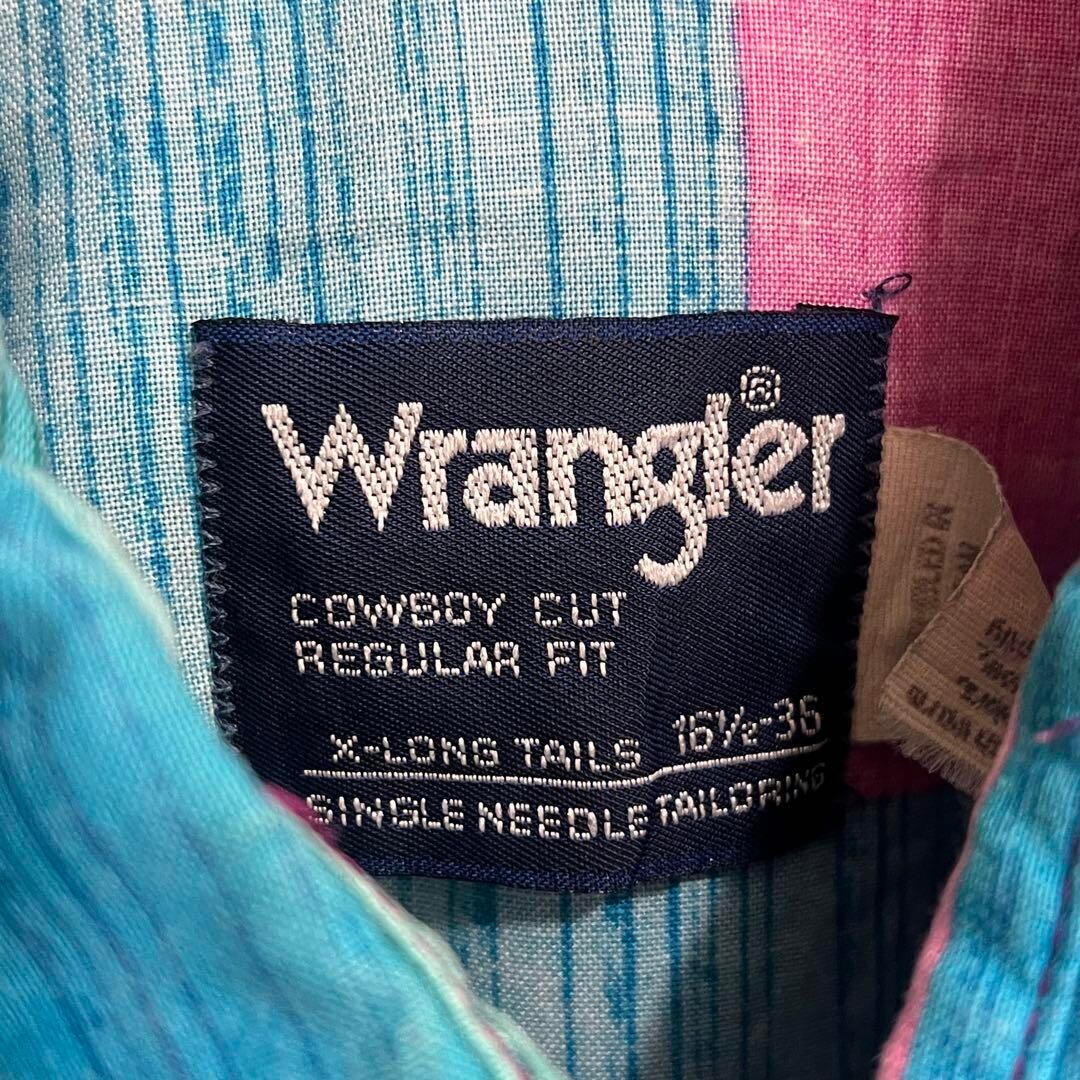 Wrangler®
COWBOY CUT
REGULAR FIT
X-LONG TAILS 16½-36
SINGLE NEEDLE TAILORING